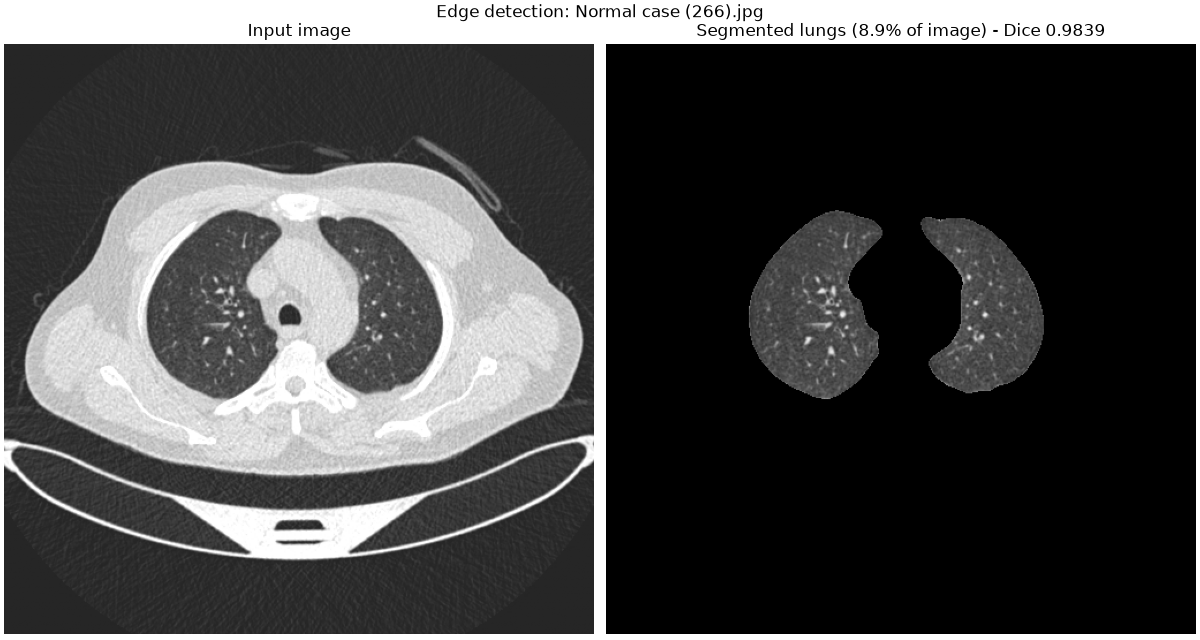 Edge detection: Normal case (266).jpg
Input image
Segmented lungs (8.9% of image) - Dice 0.9839